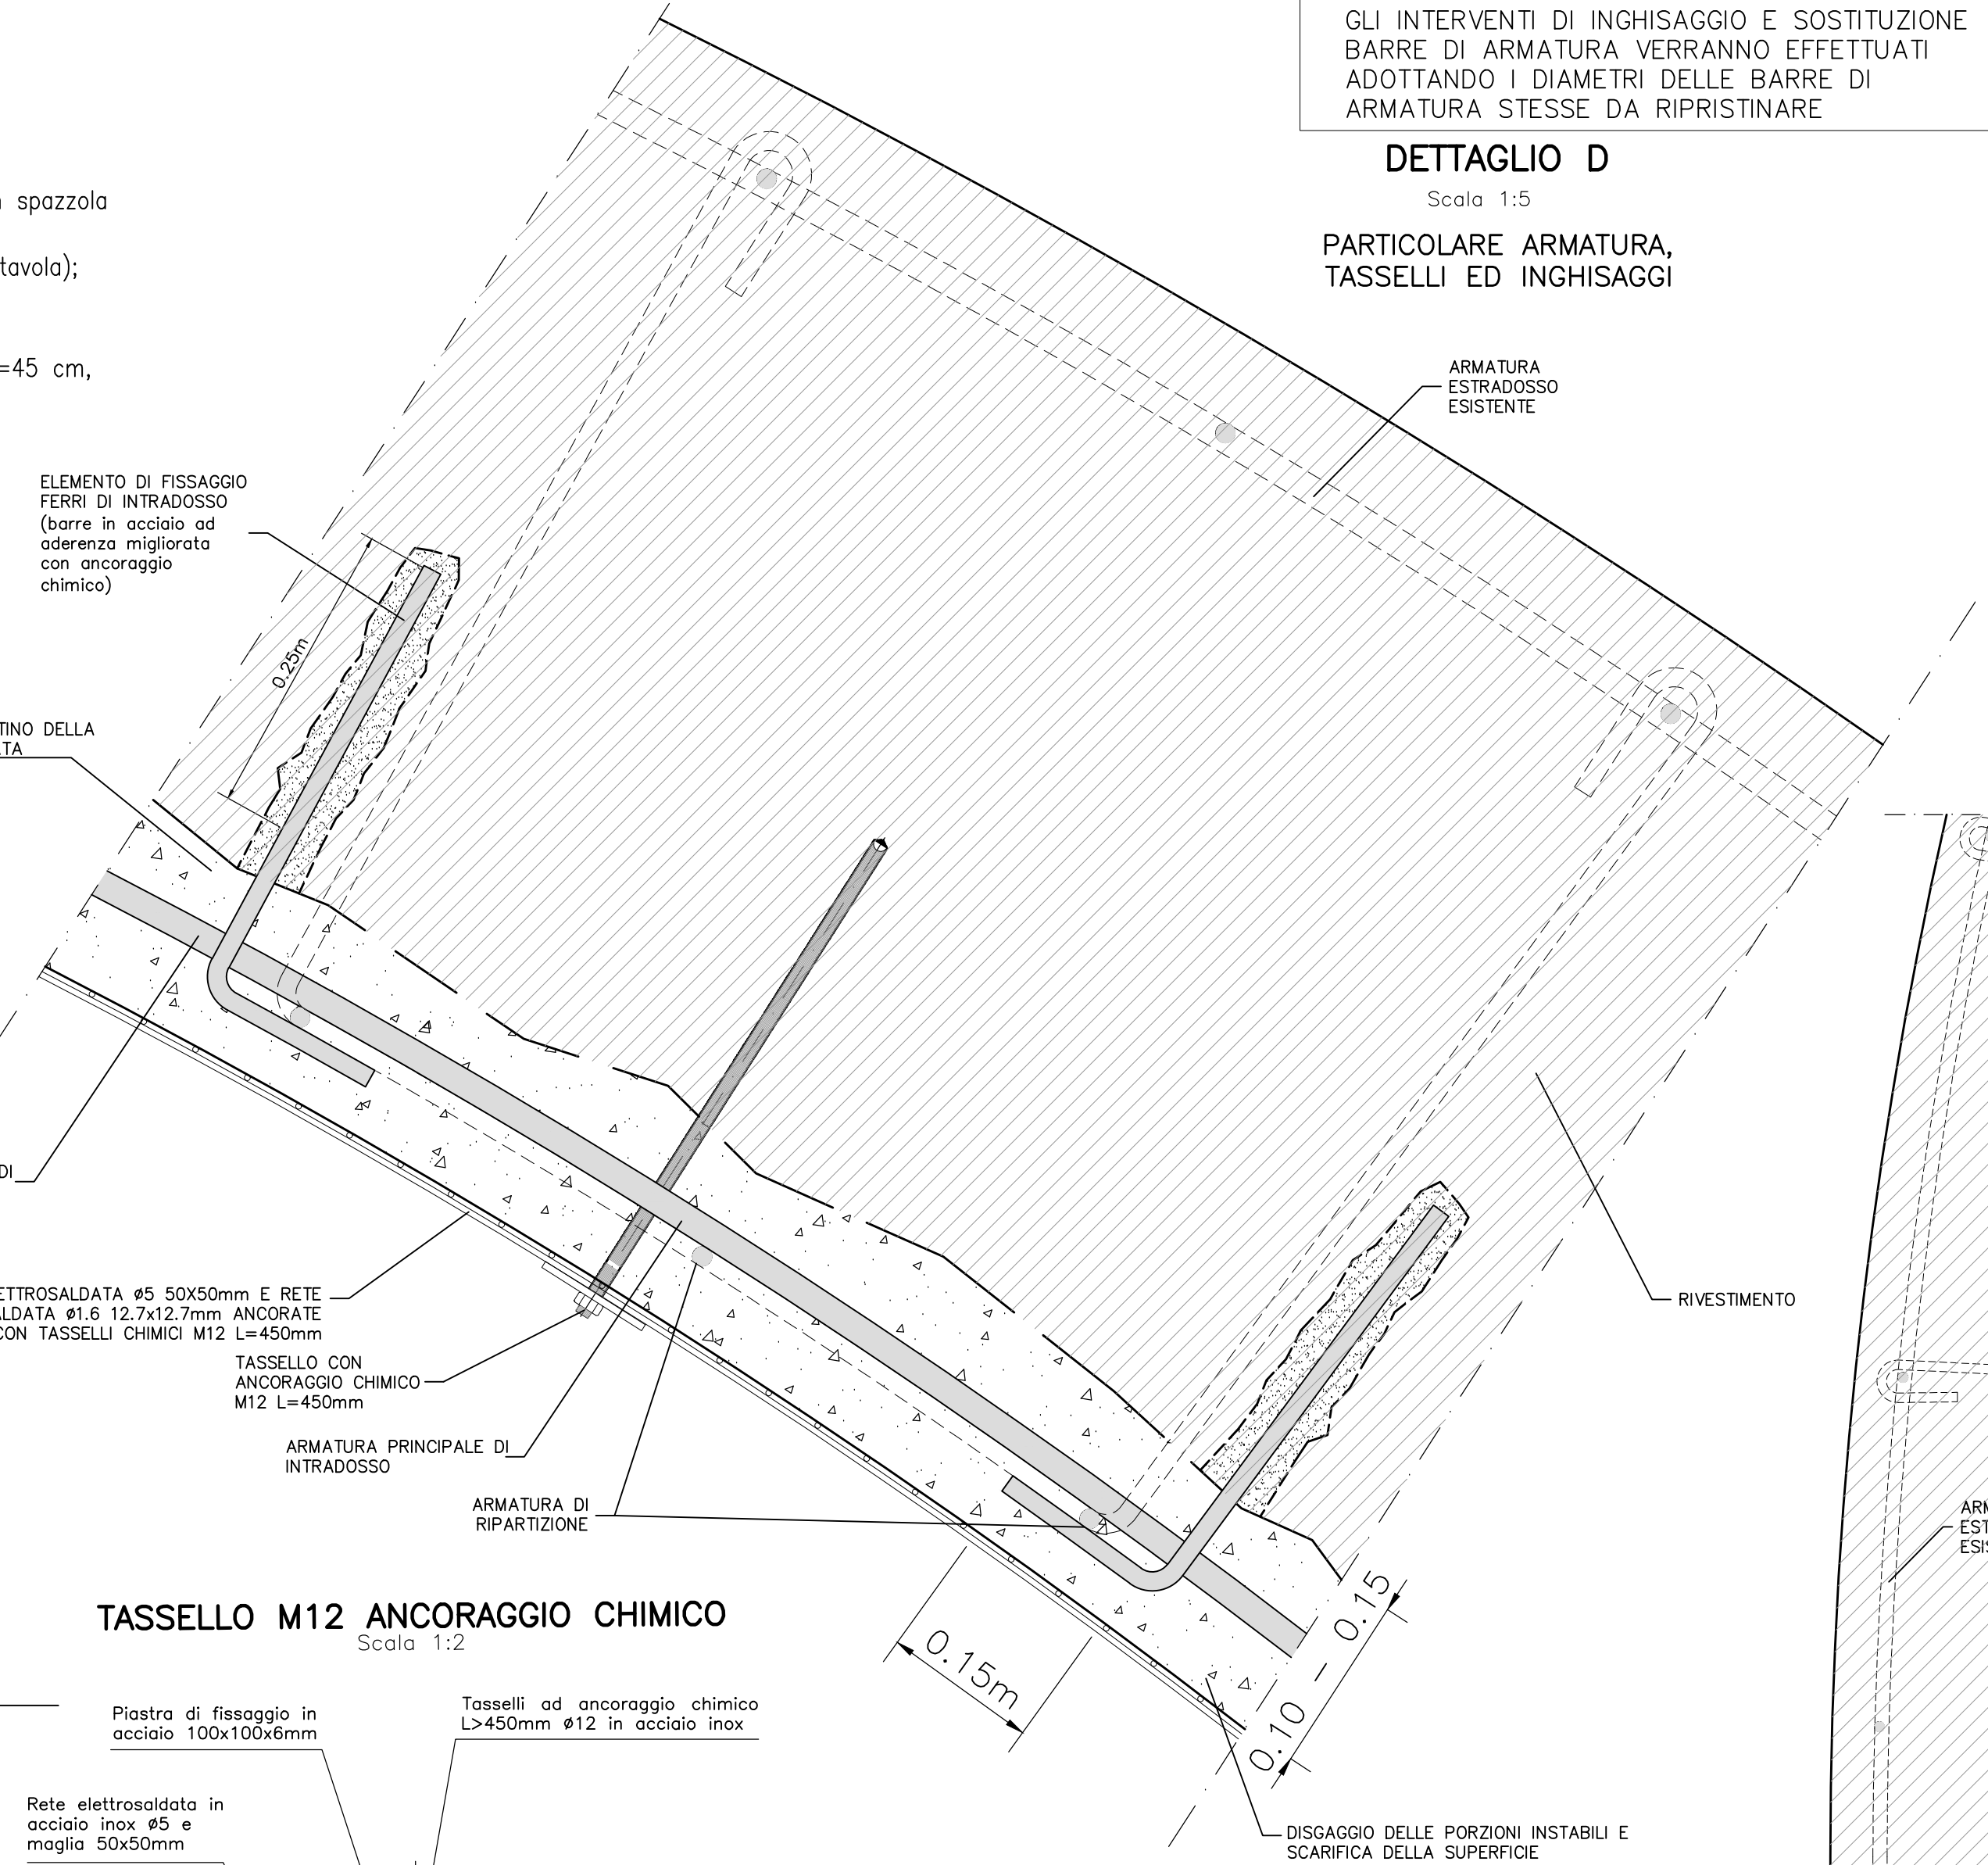 GLI INTERVENTI DI INGHISAGGIO E SOSTITUZIONE
BARRE DI ARMATURA VERRANNO EFFETTUATI
ADOTTANDO I DIAMETRI DELLE BARRE DI
ARMATURA STESSE DA RIPRISTINARE
DETTAGLIO D
Scala 1:5
PARTICOLARE ARMATURA,
TASSELLI ED INGHISAGGI
spazzola
tavola);
=45 cm,
ARMATURA
ESTRADOSSO
ESISTENTE
ELEMENTO DI FISSAGGIO
FERRI DI INTRADOSSO
(barre in acciaio ad
aderenza migliorata
con ancoraggio
chimico)
0.25m
TINO DELLA
TA
DI
ETTROSALDATA ø5 50X50mm E RETE
ALDATA ø1.6 12.7x12.7mm ANCORATE
CON TASSELLI CHIMICI M12 L=450mm
TASSELLO CON
ANCORAGGIO CHIMICO
M12 L=450mm
ARMATURA PRINCIPALE DI
INTRADOSSO
ARMATURA DI
RIPARTIZIONE
RIVESTIMENTO
ARM
EST
ESIS
0.15m
0.10 - 0.15
DISGAGGIO DELLE PORZIONI INSTABILI E
SCARIFICA DELLA SUPERFICIE
TASSELLO M12 ANCORAGGIO CHIMICO
Scala 1:2
Piastra di fissaggio in
acciaio 100x100x6mm
Tasselli ad ancoraggio chimico
L>450mm ø12 in acciaio inox
Rete elettrosaldata in
acciaio inox ø5 e
maglia 50x50mm